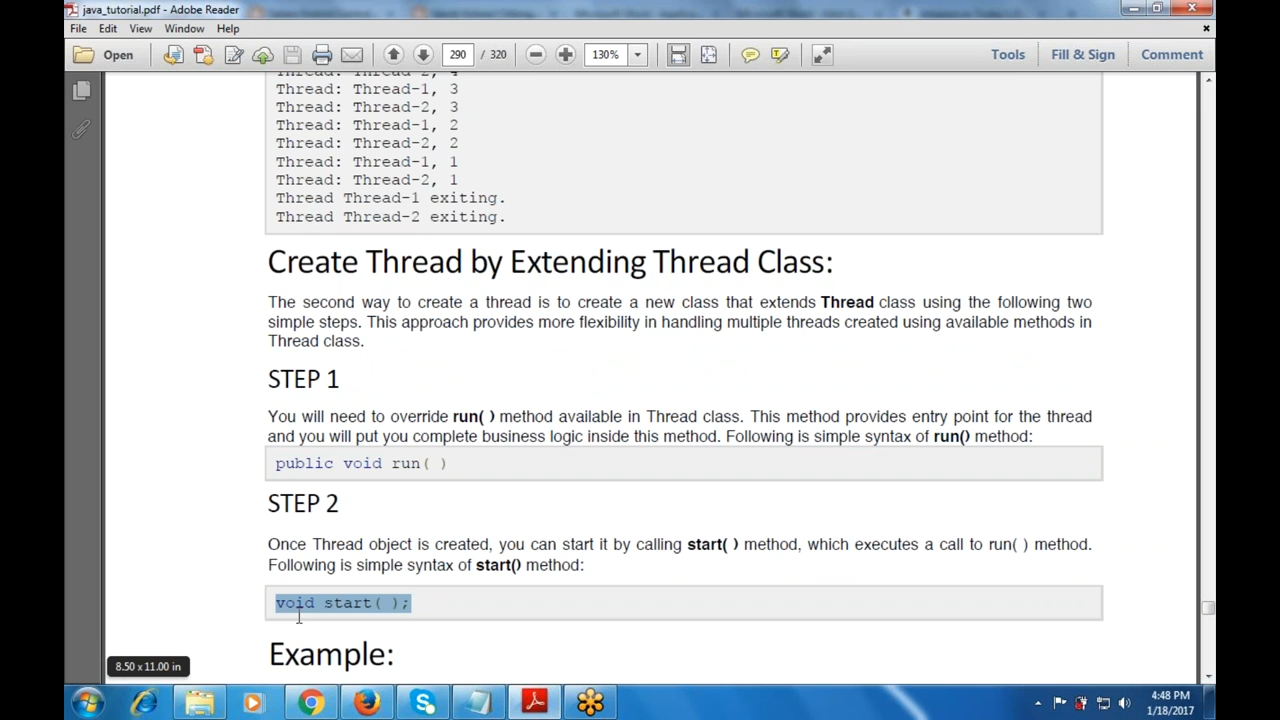 java_tutorial.pdf - Adobe Reader
File Edit View Window Help
Open 290 / 320 130% Tools Fill & Sign Comment
Thread: Thread-2, 4
Thread: Thread-1, 3
Thread: Thread-2, 3
Thread: Thread-1, 2
Thread: Thread-2, 2
Thread: Thread-1, 1
Thread: Thread-2, 1
Thread Thread-1 exiting.
Thread Thread-2 exiting.
Create Thread by Extending Thread Class:
The second way to create a thread is to create a new class that extends Thread class using the following two
simple steps. This approach provides more flexibility in handling multiple threads created using available methods in
Thread class.
STEP 1
You will need to override run( ) method available in Thread class. This method provides entry point for the thread
and you will put you complete business logic inside this method. Following is simple syntax of run() method:
public void run( )
STEP 2
Once Thread object is created, you can start it by calling start( ) method, which executes a call to run( ) method.
Following is simple syntax of start() method:
void start( );
Example:
8.50 x 11.00 in
4:48 PM
1/18/2017